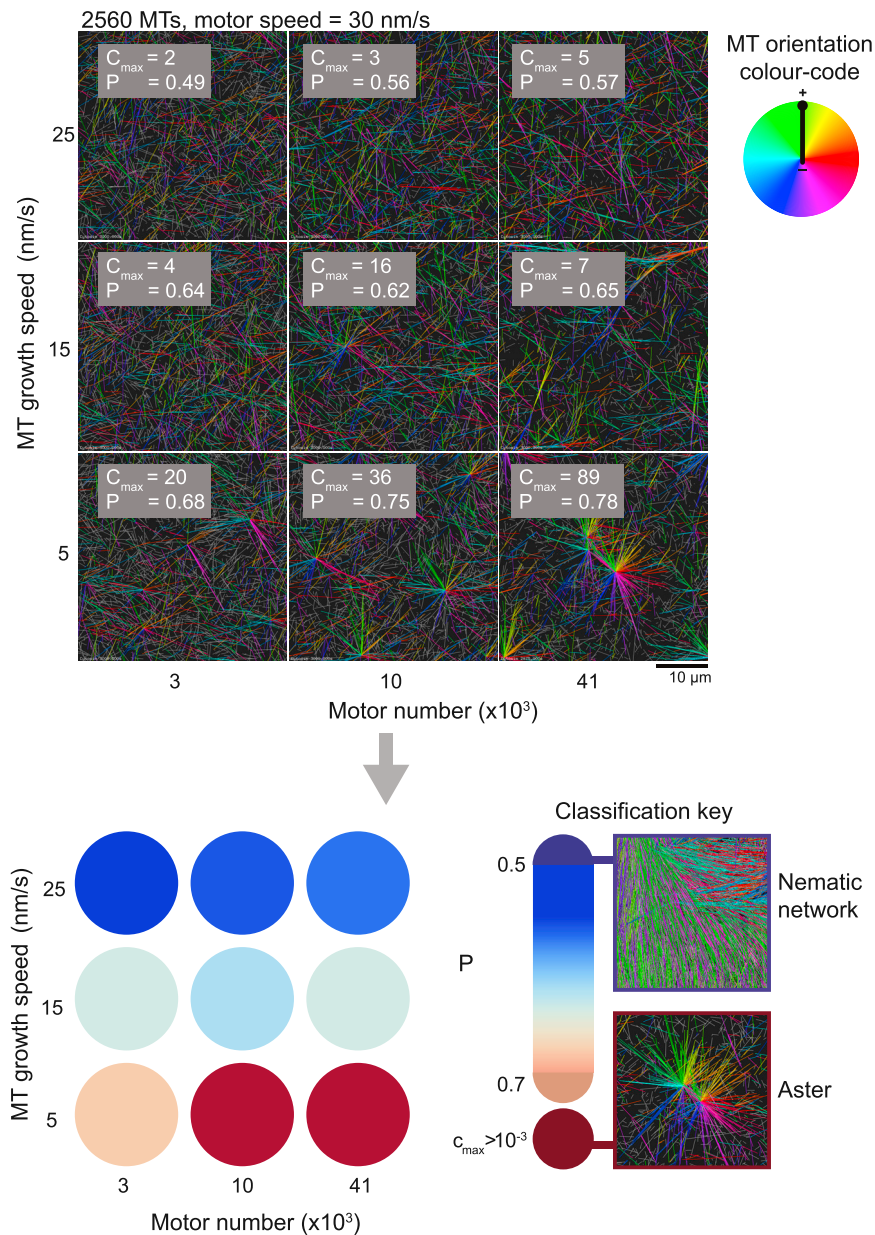 2560 MTs, motor speed = 30 nm/s
MT orientation
colour-code
+
–
Cmax = 2
P = 0.49
Cmax = 3
P = 0.56
Cmax = 5
P = 0.57
25
Cmax = 4
P = 0.64
Cmax = 16
P = 0.62
Cmax = 7
P = 0.65
15
MT growth speed (nm/s)
Cmax = 20
P = 0.68
Cmax = 36
P = 0.75
Cmax = 89
P = 0.78
5
3
10
41
10 μm
Motor number (x10³)
Classification key
25
15
5
MT growth speed (nm/s)
3
10
41
Motor number (x10³)
0.5
P
0.7
cmax>10⁻³
Nematic
network
Aster